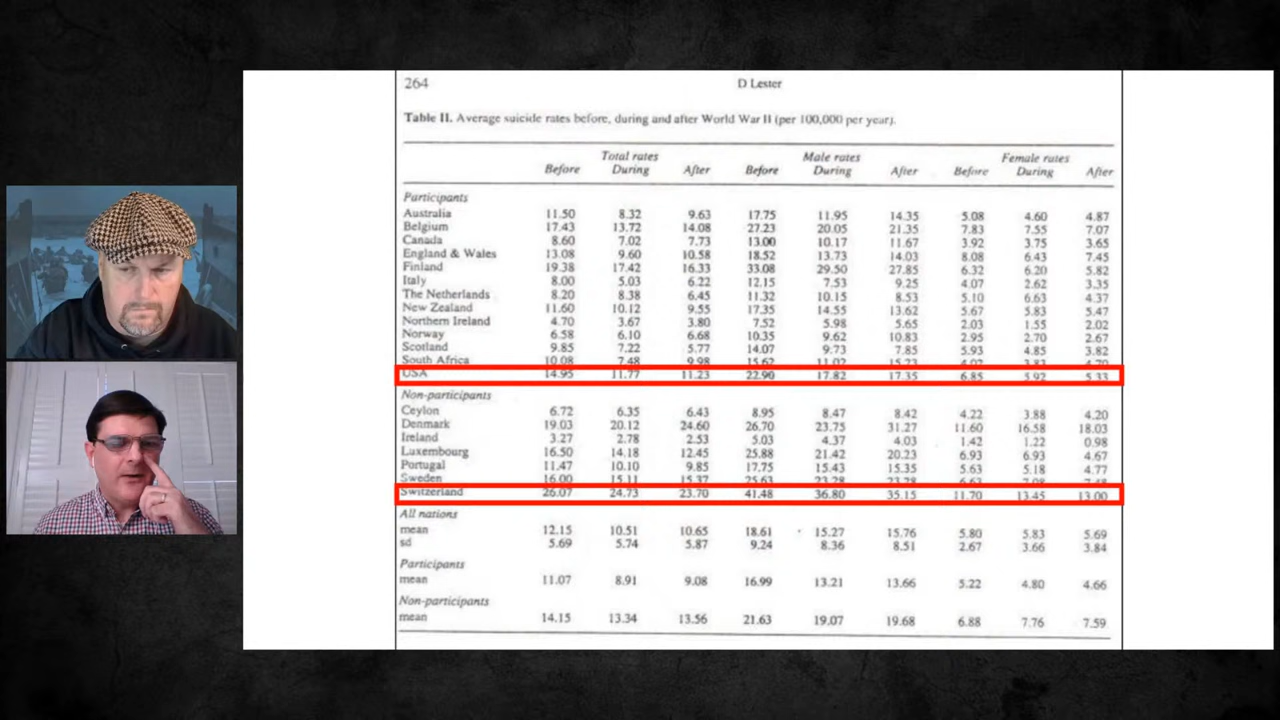 264 D Lester
Table II. Average suicide rates before, during and after World War II (per 100,000 per year).
Total rates Male rates Female rates
Before During After Before During After Before During After
Participants
Australia 11.50 8.32 9.63 17.75 11.95 14.35 5.08 4.60 4.87
Belgium 17.43 13.72 14.08 27.23 20.05 21.35 7.83 7.55 7.07
Canada 8.60 7.02 7.73 13.00 10.17 11.67 3.92 3.75 3.65
England & Wales 13.08 9.60 10.58 18.52 13.73 14.03 8.08 6.43 7.45
Finland 19.38 17.42 16.33 33.08 29.50 27.85 6.32 6.20 5.82
Italy 8.00 5.03 6.22 12.15 7.53 9.25 4.07 2.62 3.35
The Netherlands 8.20 8.38 6.45 11.32 10.15 8.53 5.10 6.63 4.37
New Zealand 11.60 10.12 9.55 17.35 14.55 13.62 5.67 5.83 5.47
Northern Ireland 4.70 3.67 3.80 7.52 5.98 5.65 2.03 1.55 2.02
Norway 6.58 6.10 6.68 10.35 9.62 10.83 2.95 2.70 2.67
Scotland 9.85 7.22 5.77 14.07 9.73 7.85 5.93 4.85 3.82
South Africa 10.08 7.48 9.98 15.62 11.02
USA 14.95 11.77 11.23 22.90 17.82 17.35 6.85 5.92 5.33
Non-participants
Ceylon 6.72 6.35 6.43 8.95 8.47 8.42 4.22 3.88 4.20
Denmark 19.03 20.12 24.60 26.70 23.75 31.27 11.60 16.58 18.03
Ireland 3.27 2.78 2.53 5.03 4.37 4.03 1.42 1.22 0.98
Luxembourg 16.50 14.18 12.45 25.88 21.42 20.23 6.93 6.93 4.67
Portugal 11.47 10.10 9.85 17.75 15.43 15.35 5.63 5.18 4.77
Sweden 16.00 15.11 15.37 25.63 23.28 23.28
Switzerland 26.07 24.73 23.70 41.48 36.80 35.15 11.70 13.45 13.00
All nations
mean 12.15 10.51 10.65 18.61 15.27 15.76 5.80 5.83 5.69
sd 5.69 5.74 5.87 9.24 8.36 8.51 2.67 3.66 3.84
Participants
mean 11.07 8.91 9.08 16.99 13.21 13.66 5.22 4.80 4.66
Non-participants
mean 14.15 13.34 13.56 21.63 19.07 19.68 6.88 7.76 7.59